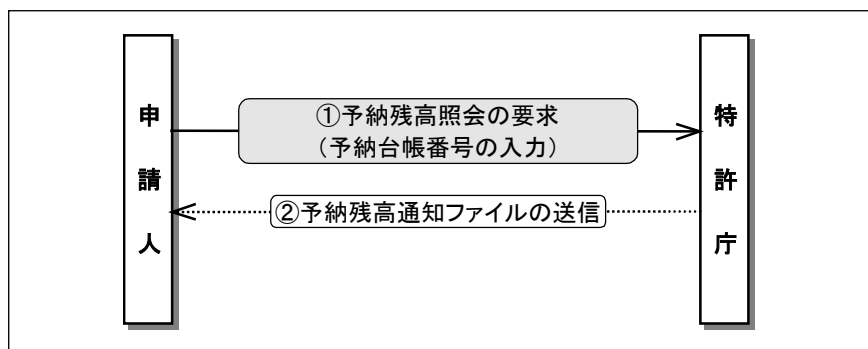 申請人
①予納残高照会の要求
(予納台帳番号の入力)
②予納残高通知ファイルの送信
特許庁